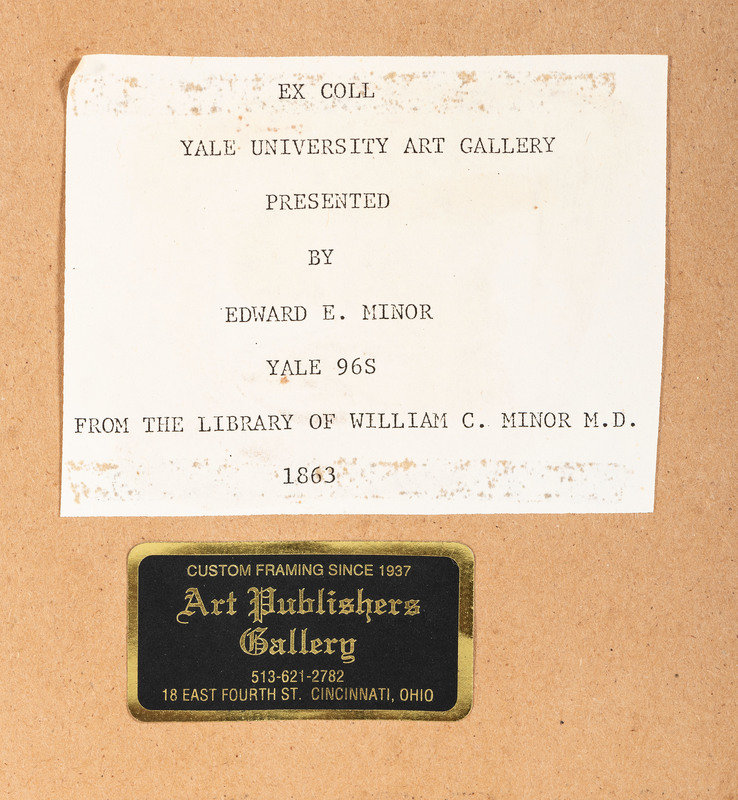 EX COLL
YALE UNIVERSITY ART GALLERY
PRESENTED
BY
EDWARD E. MINOR
YALE 96S
FROM THE LIBRARY OF WILLIAM C. MINOR M.D.
1863
CUSTOM FRAMING SINCE 1937
Art Publishers
Gallery
513-621-2782
18 EAST FOURTH ST. CINCINNATI, OHIO